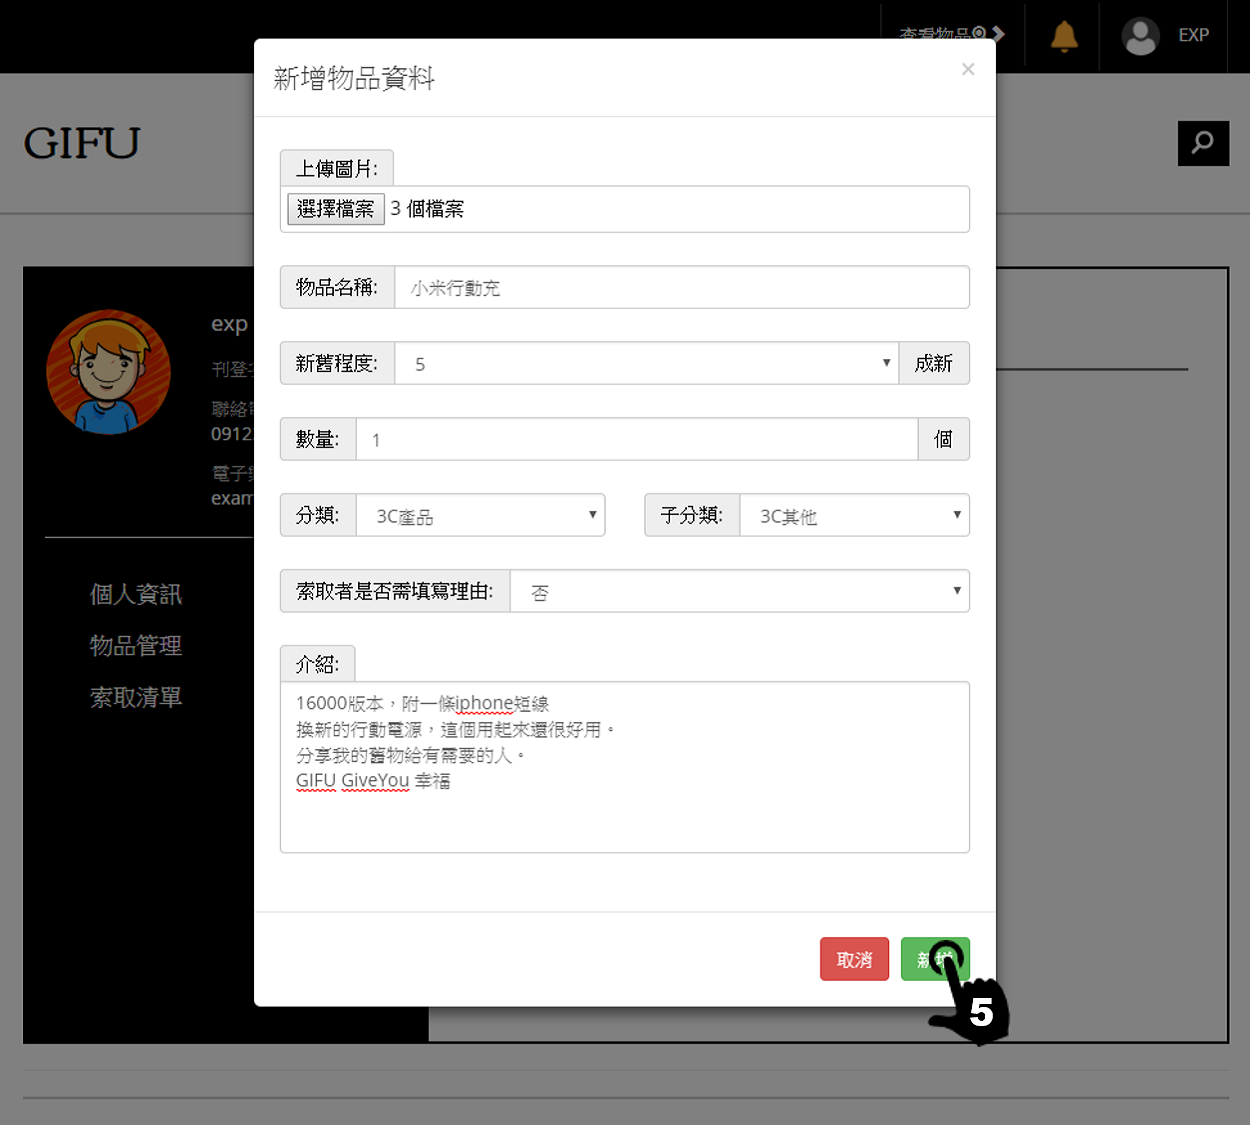 查看物品
EXP
新增物品資料
×
GIFU
上傳圖片:
選擇檔案 3 個檔案
物品名稱: 小米行動充
exp
新舊程度: 5 成新
刊登
聯絡
0912
數量: 1 個
電子
exam
分類: 3C產品 子分類: 3C其他
個人資訊
索取者是否需填寫理由: 否
物品管理
索取清單
介紹:
16000版本，附一條iphone短線
換新的行動電源，這個用起來還很好用。
分享我的舊物給有需要的人。
GIFU GiveYou 幸福
取消 新增
5